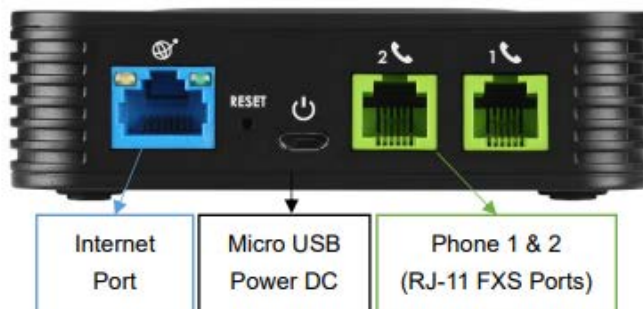 2
1
RESET
Internet
Port
Micro USB
Power DC
Phone 1 & 2
(RJ-11 FXS Ports)